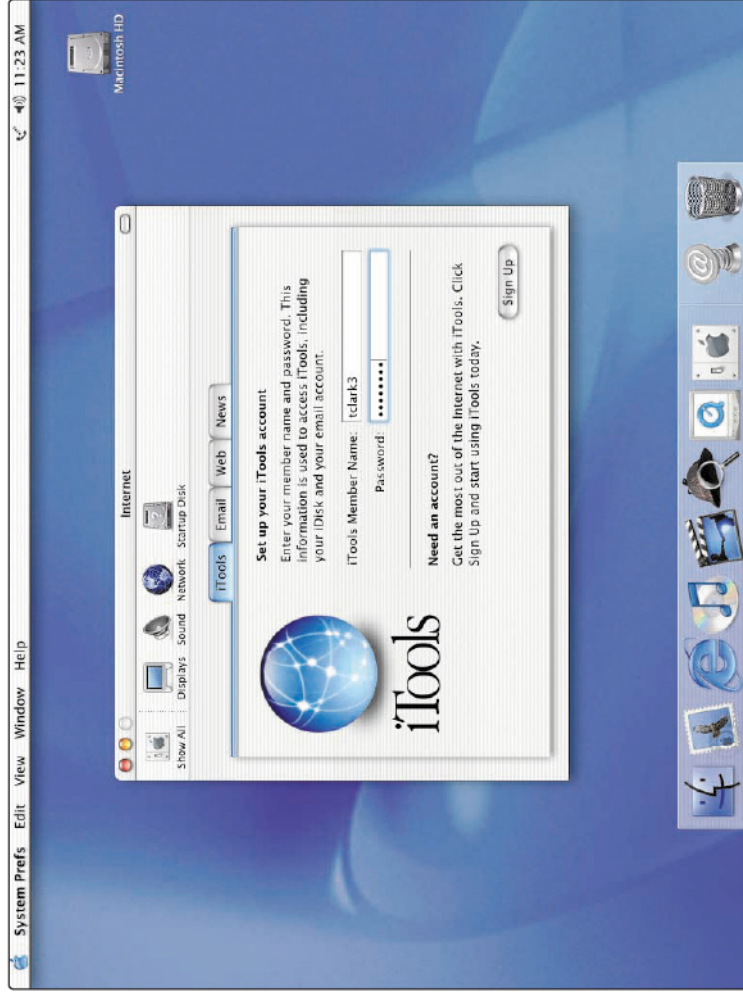 System Prefs Edit View Window Help 11:23 AM
Macintosh HD
Internet
Show All Displays Sound Network Startup Disk
iTools Email Web News
iTools
Set up your iTools account
Enter your member name and password. This
information is used to access iTools, including
your iDisk and your email account.
iTools Member Name: tclark3
Password: ••••••••
Need an account?
Get the most out of the Internet with iTools. Click
Sign Up and start using iTools today.
Sign Up